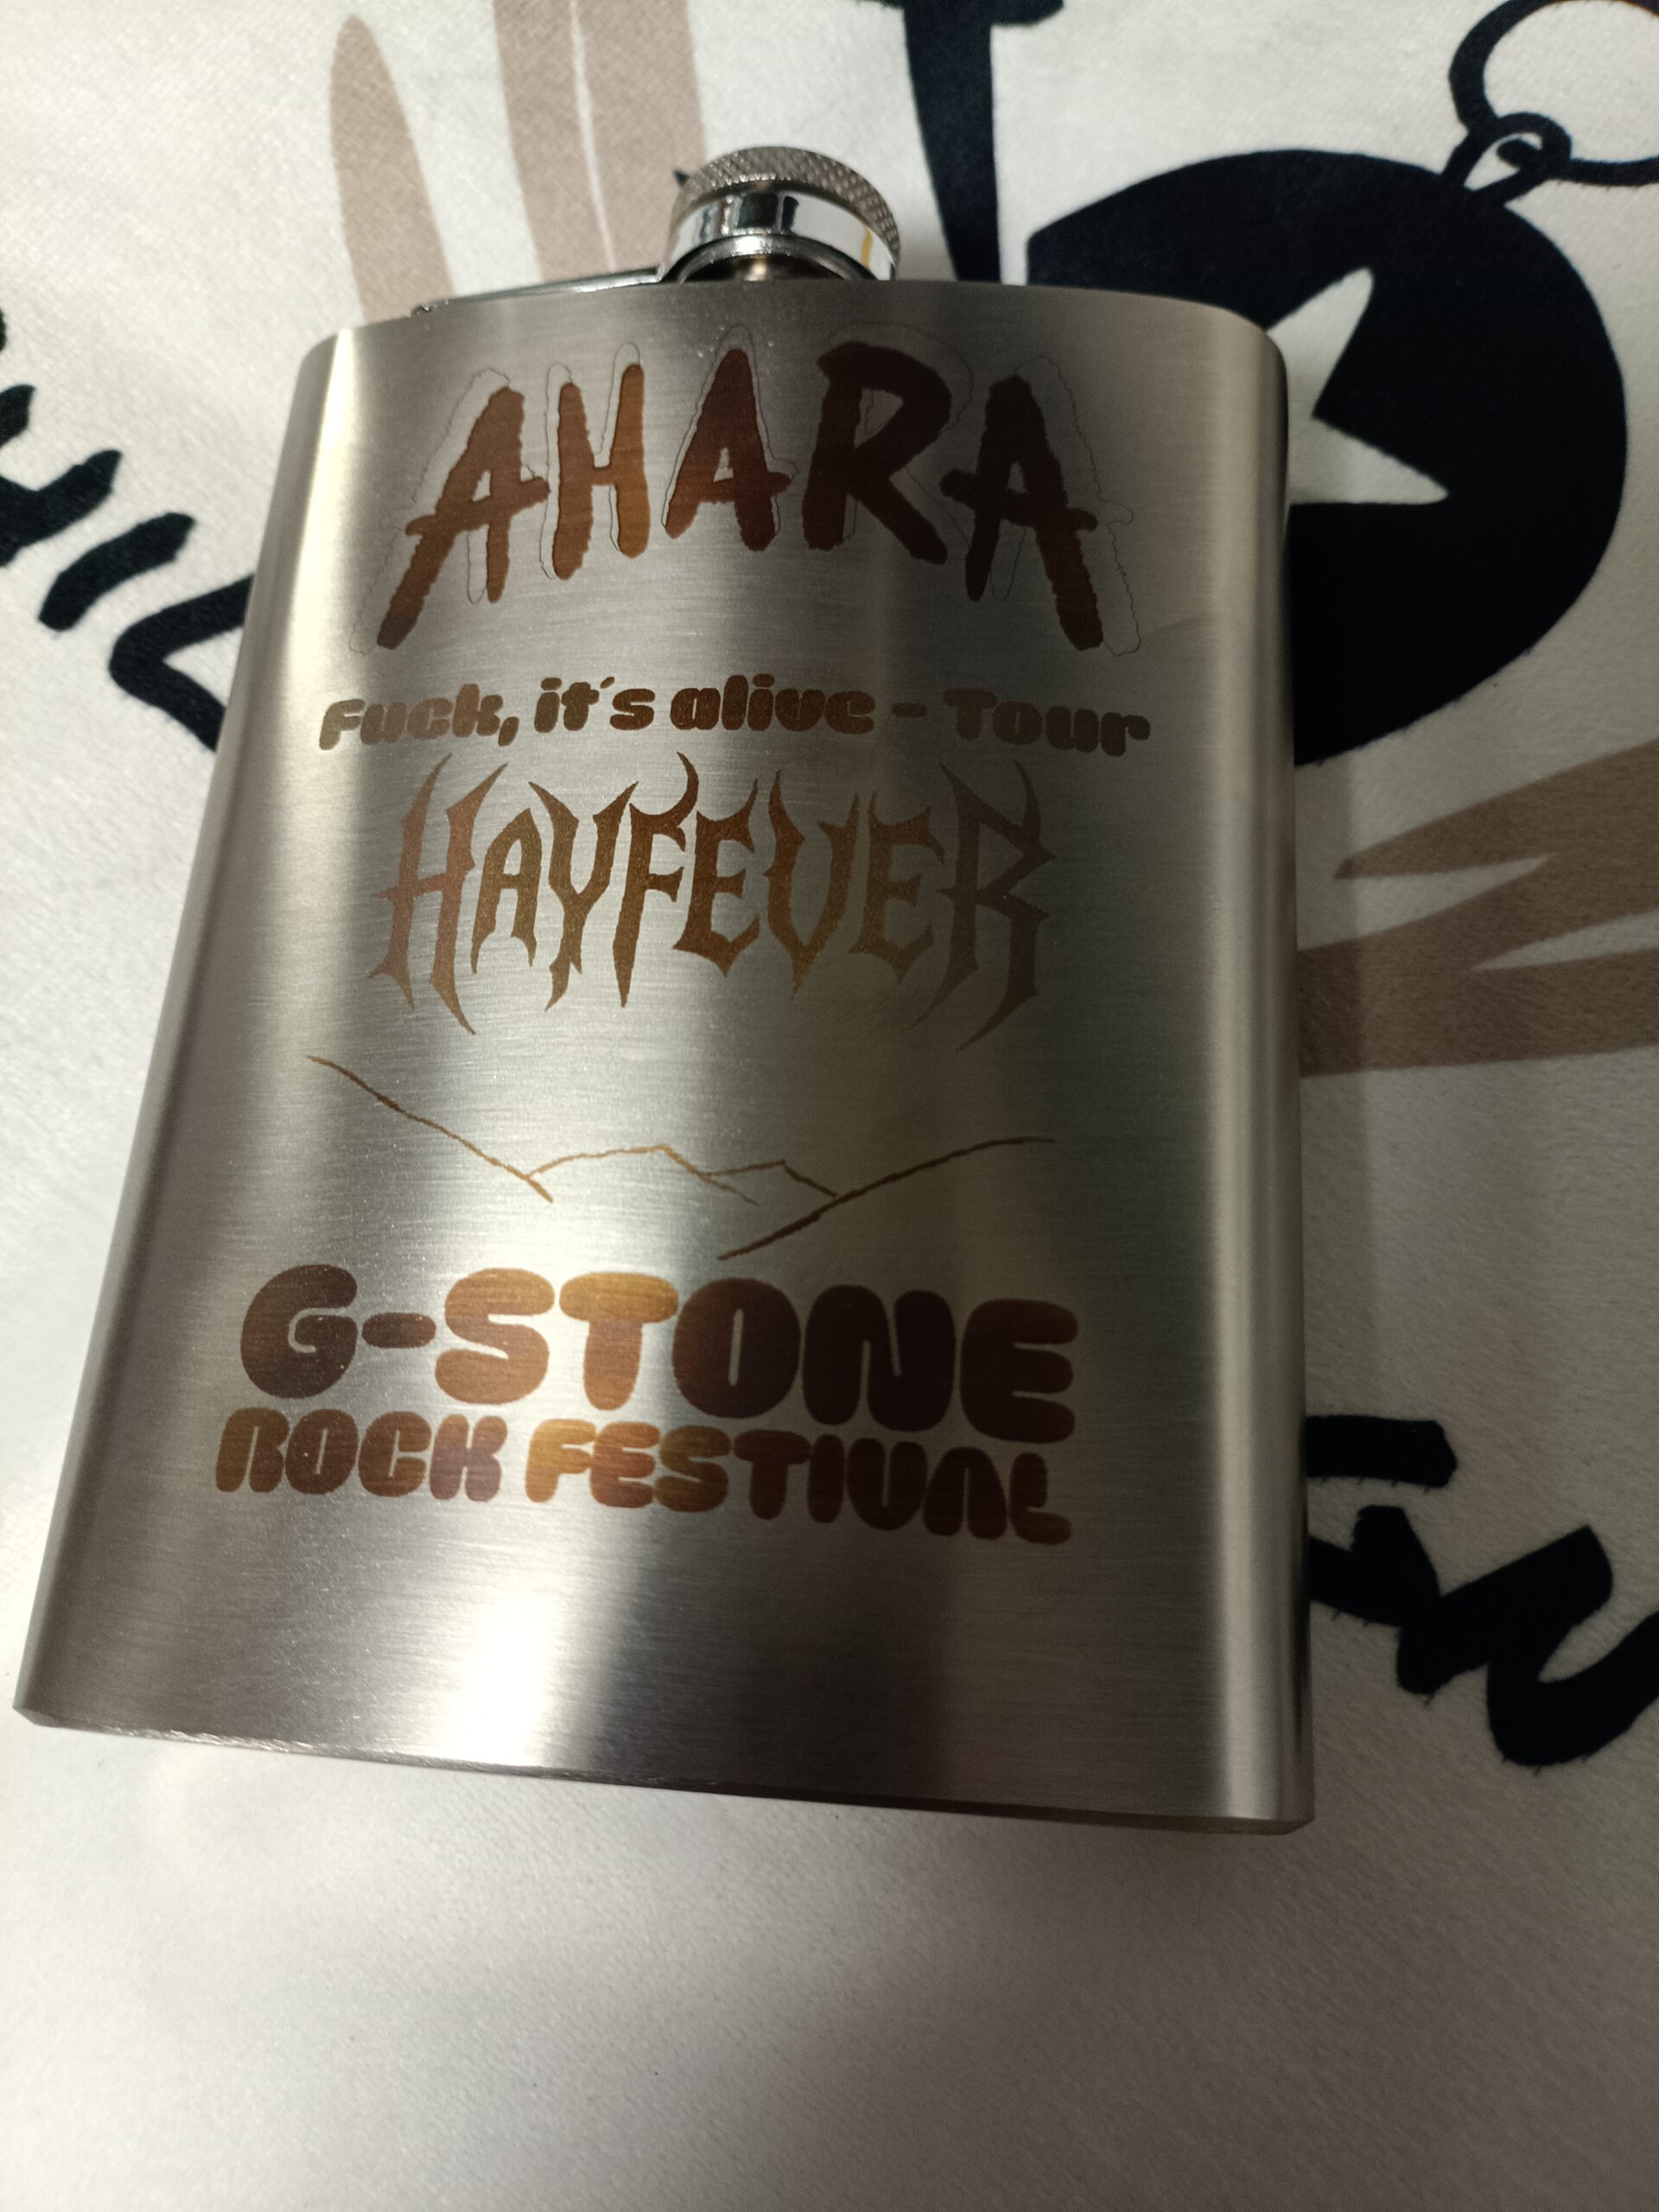 AHARA
Fuck, it's alive - Tour
HAYFEVER
G-STONE
ROCK FESTIVAL